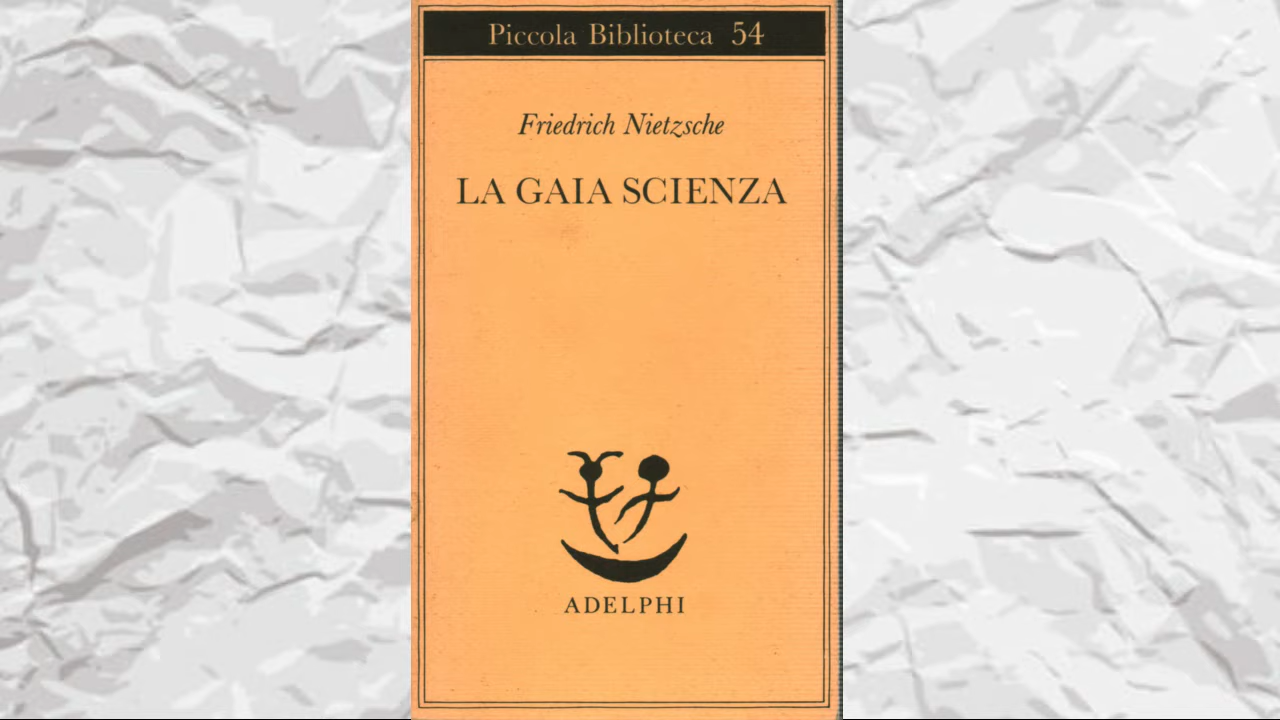 Piccola Biblioteca 54
Friedrich Nietzsche
LA GAIA SCIENZA
ADELPHI